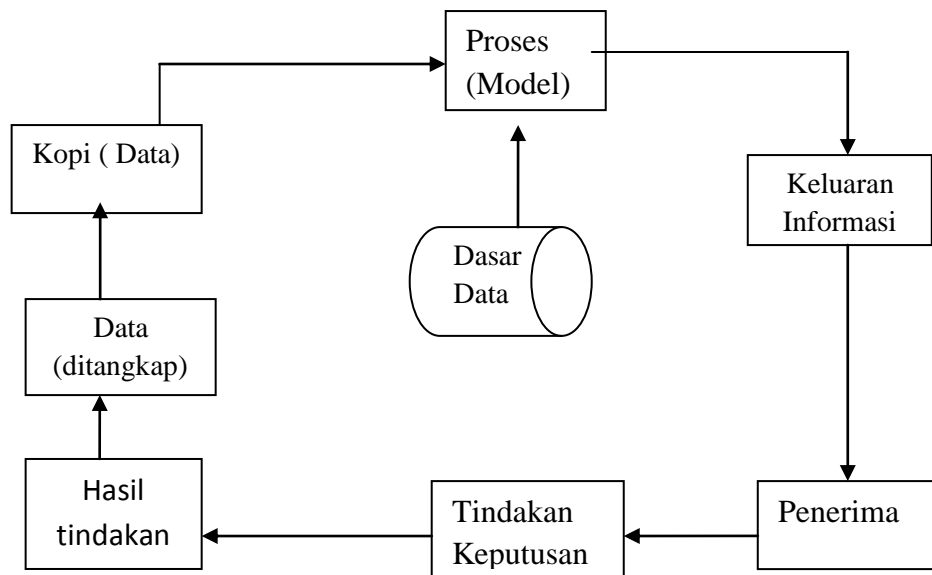 Proses
(Model)
Kopi ( Data)
Keluaran
Informasi
Dasar
Data
Data
(ditangkap)
Hasil
tindakan
Tindakan
Keputusan
Penerima